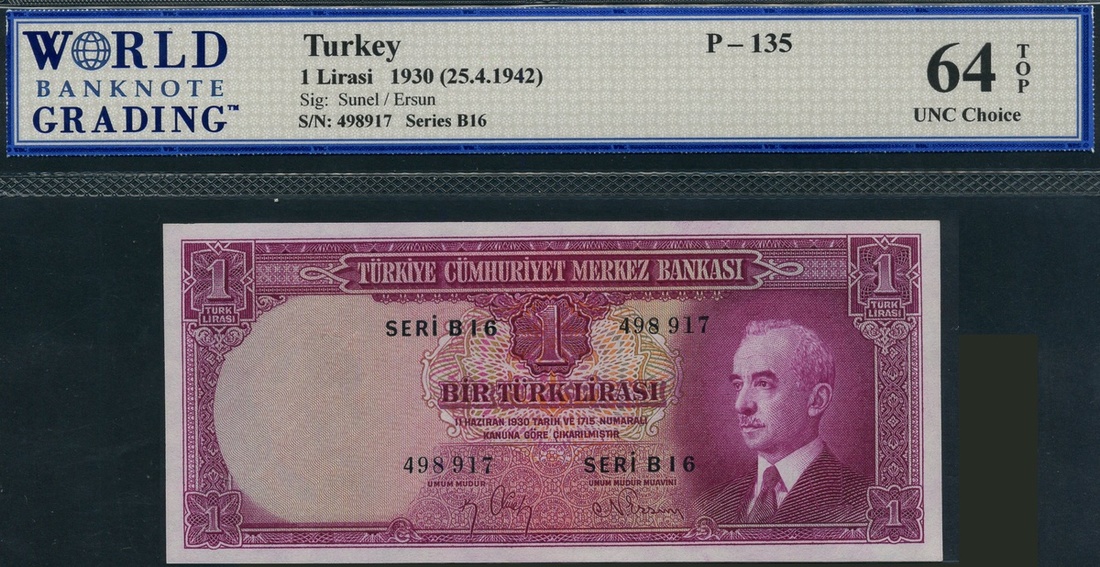 WORLD
BANKNOTE
GRADING™
Turkey
P – 135
1 Lirasi 1930 (25.4.1942)
Sig: Sunel / Ersun
S/N: 498917 Series B16
64
TOP
UNC Choice
TÜRKİYE CÜMHURİYET MERKEZ BANKASI
1
TÜRK
LİRASI
1
TÜRK
LİRASI
SERİ B16
498 917
1
BİR TÜRK LİRASI
11 HAZİRAN 1930 TARİH VE 1715 NUMARALI
KANUNA GÖRE ÇIKARILMIŞTIR
498 917
SERİ B16
UMUM MÜDÜR
UMUM MÜDÜR MUAVİNİ
1
1